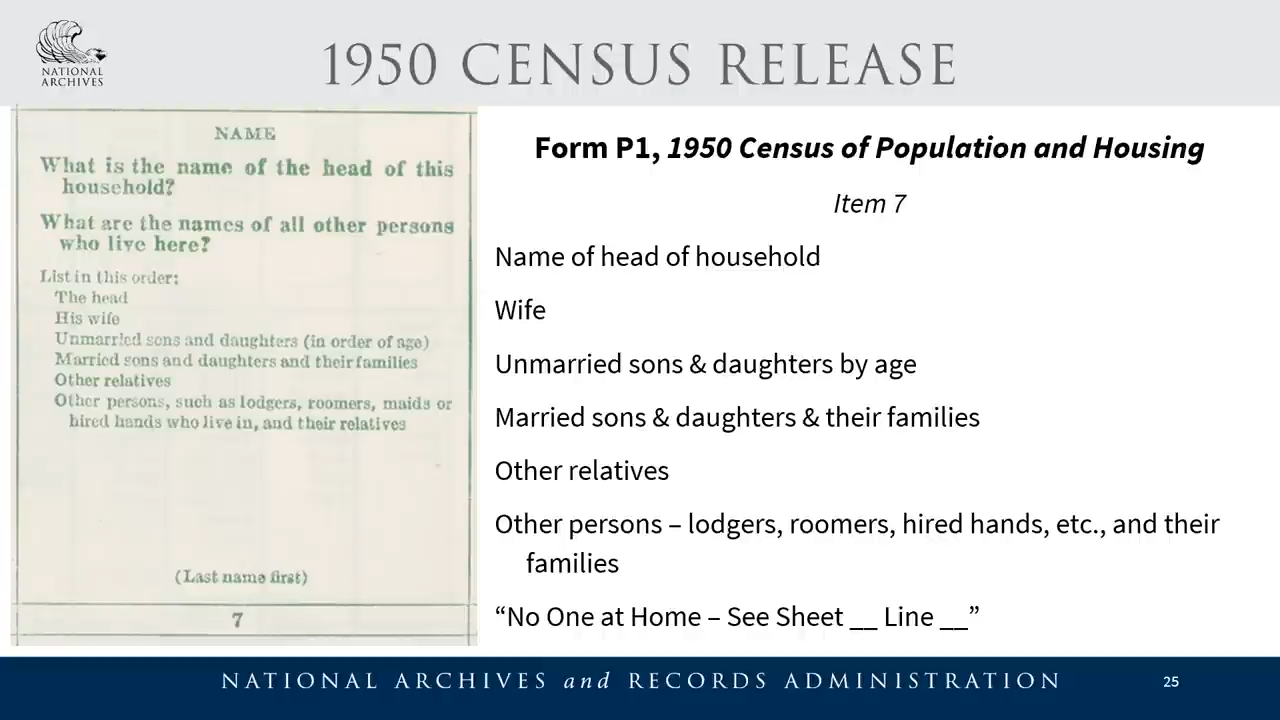 NATIONAL
ARCHIVES
1950 CENSUS RELEASE
NAME
What is the name of the head of this
household?
What are the names of all other persons
who live here?
List in this order:
The head
His wife
Unmarried sons and daughters (in order of age)
Married sons and daughters and their families
Other relatives
Other persons, such as lodgers, roomers, maids or
hired hands who live in, and their relatives
(Last name first)
7
Form P1, 1950 Census of Population and Housing
Item 7
Name of head of household
Wife
Unmarried sons & daughters by age
Married sons & daughters & their families
Other relatives
Other persons – lodgers, roomers, hired hands, etc., and their
families
“No One at Home – See Sheet __ Line __”
NATIONAL ARCHIVES and RECORDS ADMINISTRATION
25